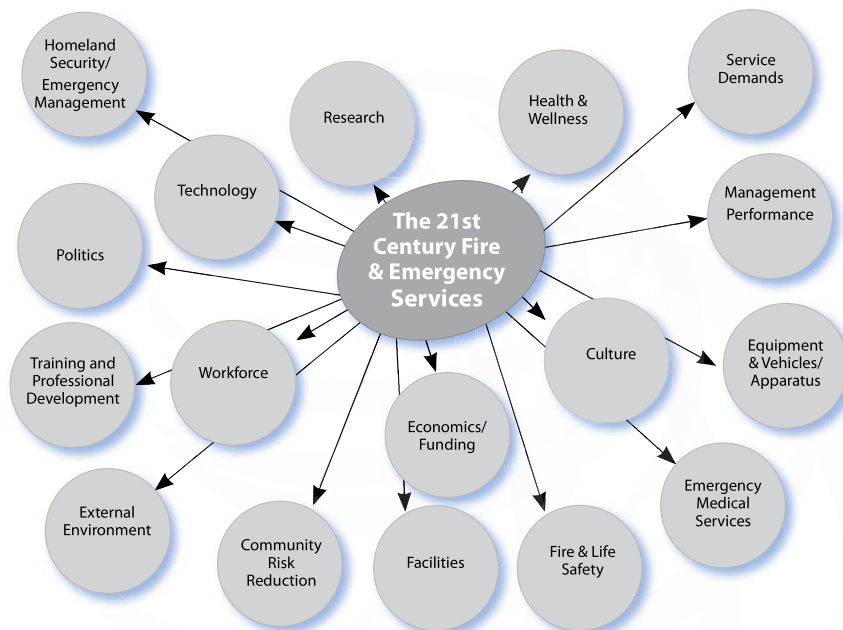 Homeland
Security/
Emergency
Management
Research
Health &
Wellness
Service
Demands
Technology
Management
Performance
The 21st
Century Fire
& Emergency
Services
Politics
Training and
Professional
Development
Workforce
Culture
Equipment
& Vehicles/
Apparatus
Economics/
Funding
External
Environment
Emergency
Medical
Services
Community
Risk
Reduction
Facilities
Fire & Life
Safety